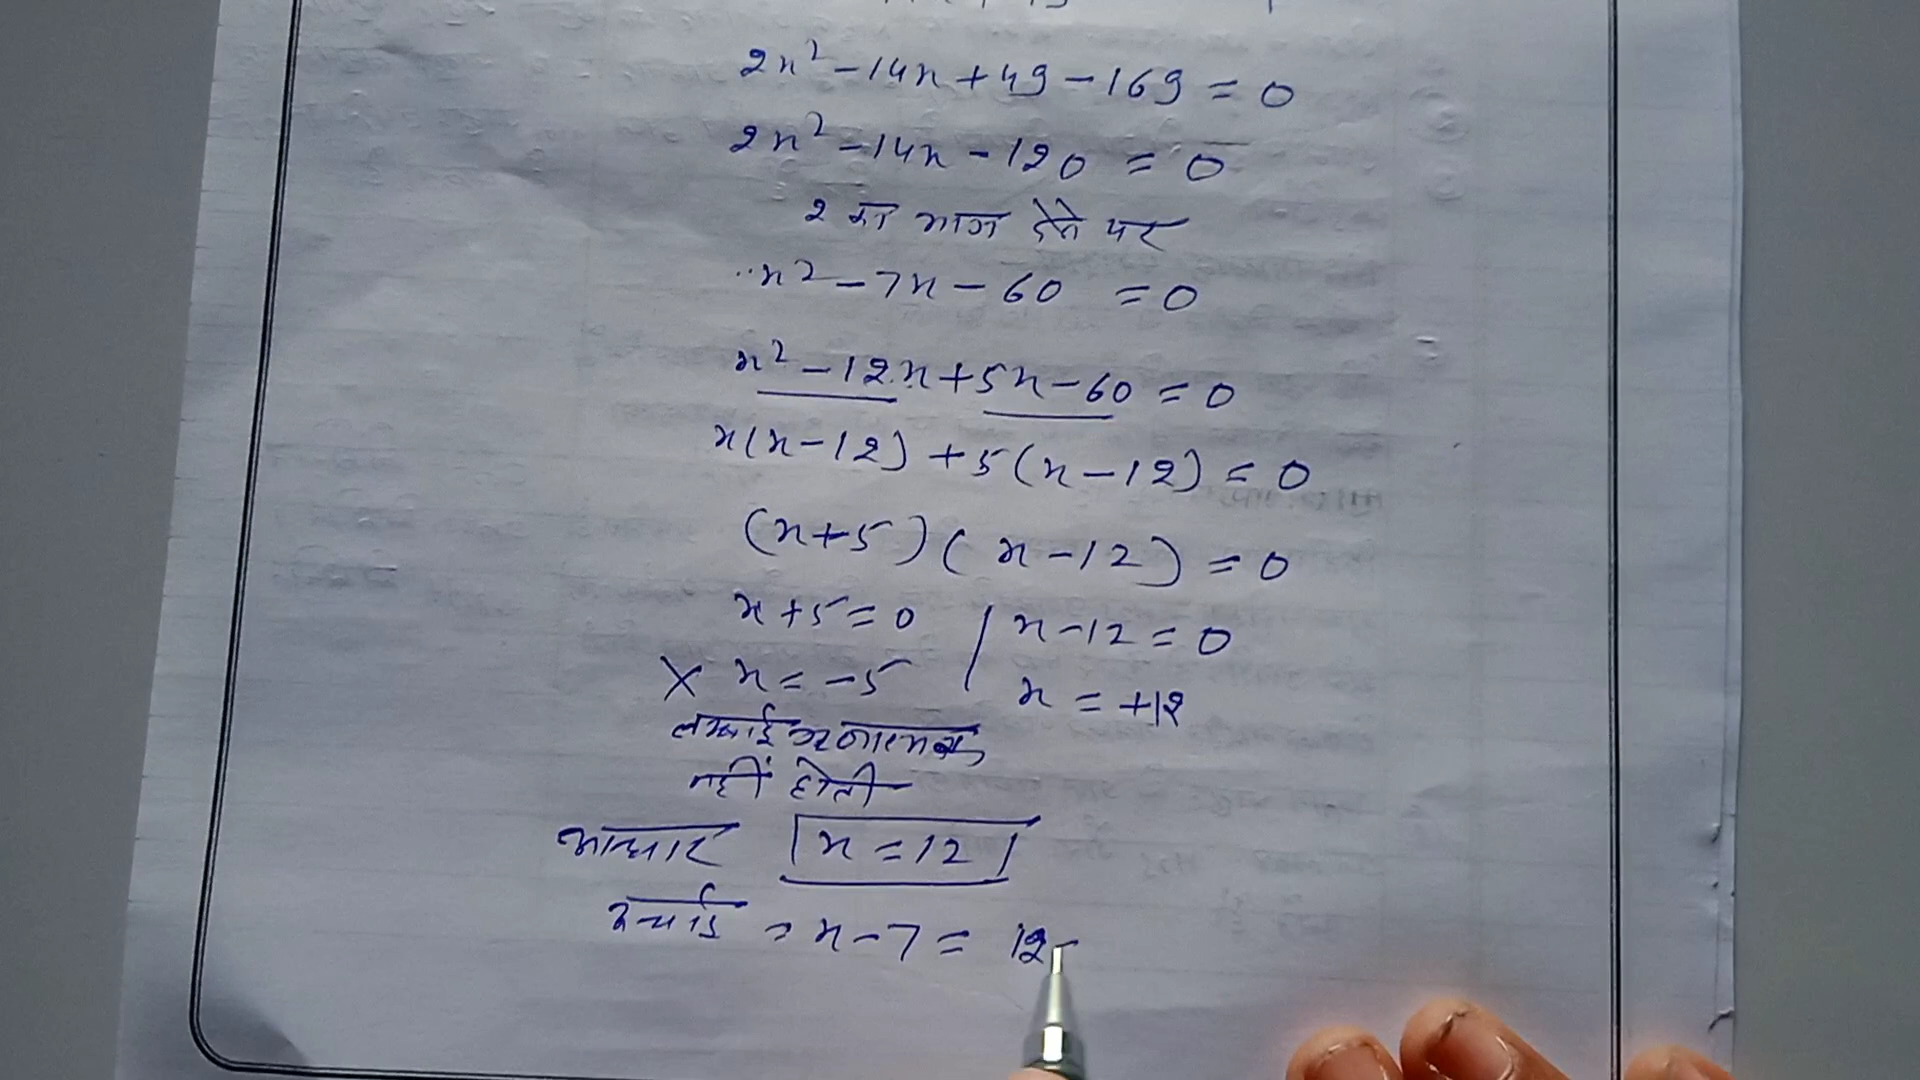 2x² - 14x + 49 - 169 = 0
2x² - 14x - 120 = 0
2 का भाग देने पर
x² - 7x - 60 = 0
x² - 12x + 5x - 60 = 0
x(x - 12) + 5(x - 12) = 0
(x + 5)(x - 12) = 0
x + 5 = 0 | x - 12 = 0
× x = -5 | x = +12
लम्बाई ऋणात्मक
नहीं होती
आधार x = 12
ऊंचाई = x - 7 = 12 -